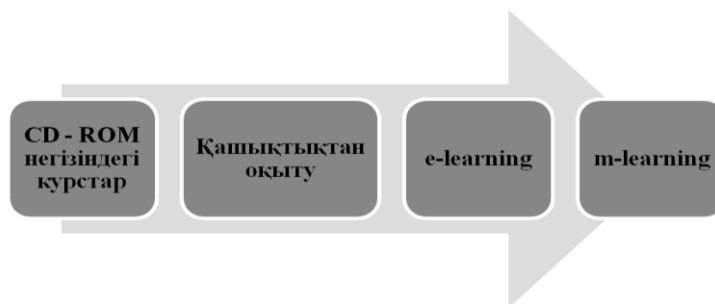 CD - ROM
негізіндегі
курстар
Қашықтықтан
оқыту
e-learning
m-learning